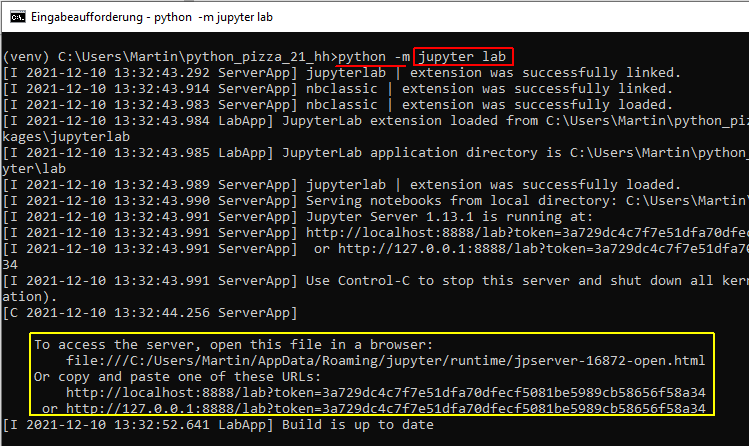 Eingabeaufforderung - python -m jupyter lab
(venv) C:\Users\Martin\python_pizza_21_hh>python -m jupyter lab
[I 2021-12-10 13:32:43.292 ServerApp] jupyterlab | extension was successfully linked.
[I 2021-12-10 13:32:43.914 ServerApp] nbclassic | extension was successfully linked.
[I 2021-12-10 13:32:43.983 ServerApp] nbclassic | extension was successfully loaded.
[I 2021-12-10 13:32:43.984 LabApp] JupyterLab extension loaded from C:\Users\Martin\python_piz
kages\jupyterlab
[I 2021-12-10 13:32:43.985 LabApp] JupyterLab application directory is C:\Users\Martin\python_
yter\lab
[I 2021-12-10 13:32:43.989 ServerApp] jupyterlab | extension was successfully loaded.
[I 2021-12-10 13:32:43.990 ServerApp] Serving notebooks from local directory: C:\Users\Martin\
[I 2021-12-10 13:32:43.991 ServerApp] Jupyter Server 1.13.1 is running at:
[I 2021-12-10 13:32:43.991 ServerApp] http://localhost:8888/lab?token=3a729dc4c7f7e51dfa70dfec
[I 2021-12-10 13:32:43.991 ServerApp]  or http://127.0.0.1:8888/lab?token=3a729dc4c7f7e51dfa70
34
[I 2021-12-10 13:32:43.991 ServerApp] Use Control-C to stop this server and shut down all kern
ation).
[C 2021-12-10 13:32:44.256 ServerApp]
To access the server, open this file in a browser:
file:///C:/Users/Martin/AppData/Roaming/jupyter/runtime/jpserver-16872-open.html
Or copy and paste one of these URLs:
http://localhost:8888/lab?token=3a729dc4c7f7e51dfa70dfecf5081be5989cb58656f58a34
or http://127.0.0.1:8888/lab?token=3a729dc4c7f7e51dfa70dfecf5081be5989cb58656f58a34
[I 2021-12-10 13:32:52.641 LabApp] Build is up to date